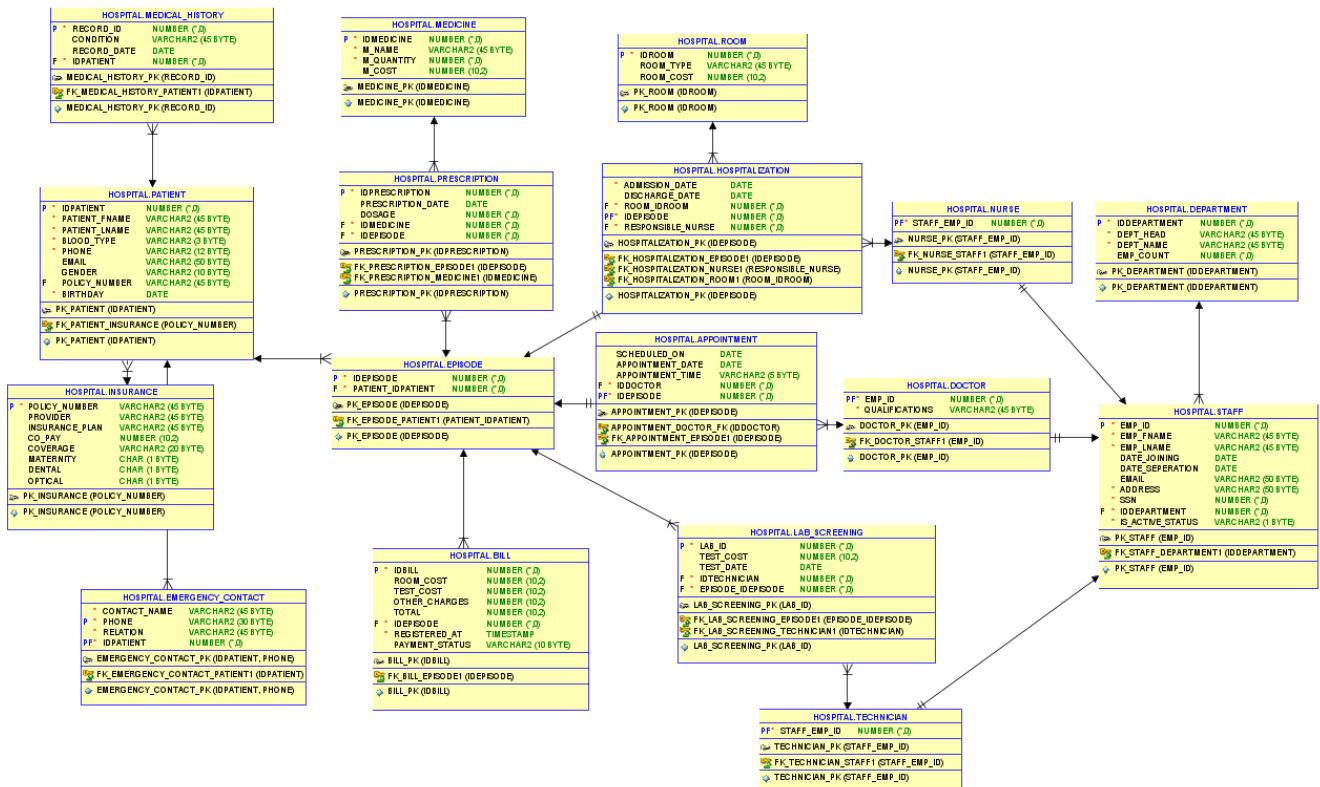 HOSPITAL.MEDICAL_HISTORY
P * RECORD_ID NUMBER (*,0)
CONDITION VARCHAR2 (45 BYTE)
RECORD_DATE DATE
F * IDPATIENT NUMBER (*,0)
MEDICAL_HISTORY_PK (RECORD_ID)
FK_MEDICAL_HISTORY_PATIENT1 (IDPATIENT)
MEDICAL_HISTORY_PK (RECORD_ID)
HOSPITAL.MEDICINE
P * IDMEDICINE NUMBER (*,0)
* M_NAME VARCHAR2 (45 BYTE)
* M_QUANTITY NUMBER (*,0)
M_COST NUMBER (10,2)
MEDICINE_PK (IDMEDICINE)
MEDICINE_PK (IDMEDICINE)
HOSPITAL.ROOM
P * IDROOM NUMBER (*,0)
ROOM_TYPE VARCHAR2 (45 BYTE)
ROOM_COST NUMBER (10,2)
PK_ROOM (IDROOM)
PK_ROOM (IDROOM)
HOSPITAL.PATIENT
P * IDPATIENT NUMBER (*,0)
* PATIENT_FNAME VARCHAR2 (45 BYTE)
* PATIENT_LNAME VARCHAR2 (45 BYTE)
* BLOOD_TYPE VARCHAR2 (3 BYTE)
* PHONE VARCHAR2 (12 BYTE)
EMAIL VARCHAR2 (50 BYTE)
GENDER VARCHAR2 (10 BYTE)
F POLICY_NUMBER VARCHAR2 (45 BYTE)
* BIRTHDAY DATE
PK_PATIENT (IDPATIENT)
FK_PATIENT_INSURANCE (POLICY_NUMBER)
PK_PATIENT (IDPATIENT)
HOSPITAL.PRESCRIPTION
P * IDPRESCRIPTION NUMBER (*,0)
PRESCRIPTION_DATE DATE
DOSAGE NUMBER (*,0)
F * IDMEDICINE NUMBER (*,0)
F * IDEPISODE NUMBER (*,0)
PRESCRIPTION_PK (IDPRESCRIPTION)
FK_PRESCRIPTION_EPISODE1 (IDEPISODE)
FK_PRESCRIPTION_MEDICINE1 (IDMEDICINE)
PRESCRIPTION_PK (IDPRESCRIPTION)
HOSPITAL.HOSPITALIZATION
* ADMISSION_DATE DATE
DISCHARGE_DATE DATE
F * ROOM_IDROOM NUMBER (*,0)
PF* IDEPISODE NUMBER (*,0)
F * RESPONSIBLE_NURSE NUMBER (*,0)
HOSPITALIZATION_PK (IDEPISODE)
FK_HOSPITALIZATION_EPISODE1 (IDEPISODE)
FK_HOSPITALIZATION_NURSE1 (RESPONSIBLE_NURSE)
FK_HOSPITALIZATION_ROOM1 (ROOM_IDROOM)
HOSPITALIZATION_PK (IDEPISODE)
HOSPITAL.NURSE
PF* STAFF_EMP_ID NUMBER (*,0)
NURSE_PK (STAFF_EMP_ID)
FK_NURSE_STAFF1 (STAFF_EMP_ID)
NURSE_PK (STAFF_EMP_ID)
HOSPITAL.DEPARTMENT
P * IDDEPARTMENT NUMBER (*,0)
* DEPT_HEAD VARCHAR2 (45 BYTE)
* DEPT_NAME VARCHAR2 (45 BYTE)
EMP_COUNT NUMBER (*,0)
PK_DEPARTMENT (IDDEPARTMENT)
PK_DEPARTMENT (IDDEPARTMENT)
HOSPITAL.INSURANCE
P * POLICY_NUMBER VARCHAR2 (45 BYTE)
PROVIDER VARCHAR2 (45 BYTE)
INSURANCE_PLAN VARCHAR2 (45 BYTE)
CO_PAY NUMBER (10,2)
COVERAGE VARCHAR2 (20 BYTE)
MATERNITY CHAR (1 BYTE)
DENTAL CHAR (1 BYTE)
OPTICAL CHAR (1 BYTE)
PK_INSURANCE (POLICY_NUMBER)
PK_INSURANCE (POLICY_NUMBER)
HOSPITAL.EPISODE
P * IDEPISODE NUMBER (*,0)
F * PATIENT_IDPATIENT NUMBER (*,0)
PK_EPISODE (IDEPISODE)
FK_EPISODE_PATIENT1 (PATIENT_IDPATIENT)
PK_EPISODE (IDEPISODE)
HOSPITAL.APPOINTMENT
SCHEDULED_ON DATE
APPOINTMENT_DATE DATE
APPOINTMENT_TIME VARCHAR2 (5 BYTE)
F * IDDOCTOR NUMBER (*,0)
PF* IDEPISODE NUMBER (*,0)
APPOINTMENT_PK (IDEPISODE)
APPOINTMENT_DOCTOR_FK (IDDOCTOR)
FK_APPOINTMENT_EPISODE1 (IDEPISODE)
APPOINTMENT_PK (IDEPISODE)
HOSPITAL.DOCTOR
PF* EMP_ID NUMBER (*,0)
* QUALIFICATIONS VARCHAR2 (45 BYTE)
DOCTOR_PK (EMP_ID)
FK_DOCTOR_STAFF1 (EMP_ID)
DOCTOR_PK (EMP_ID)
HOSPITAL.STAFF
P * EMP_ID NUMBER (*,0)
* EMP_FNAME VARCHAR2 (45 BYTE)
* EMP_LNAME VARCHAR2 (45 BYTE)
DATE_JOINING DATE
DATE_SEPERATION DATE
EMAIL VARCHAR2 (50 BYTE)
* ADDRESS VARCHAR2 (50 BYTE)
* SSN NUMBER (*,0)
F * IDDEPARTMENT NUMBER (*,0)
* IS_ACTIVE_STATUS VARCHAR2 (1 BYTE)
PK_STAFF (EMP_ID)
FK_STAFF_DEPARTMENT1 (IDDEPARTMENT)
PK_STAFF (EMP_ID)
HOSPITAL.EMERGENCY_CONTACT
* CONTACT_NAME VARCHAR2 (45 BYTE)
P * PHONE VARCHAR2 (30 BYTE)
* RELATION VARCHAR2 (45 BYTE)
PF* IDPATIENT NUMBER (*,0)
EMERGENCY_CONTACT_PK (IDPATIENT, PHONE)
FK_EMERGENCY_CONTACT_PATIENT1 (IDPATIENT)
EMERGENCY_CONTACT_PK (IDPATIENT, PHONE)
HOSPITAL.BILL
P * IDBILL NUMBER (*,0)
ROOM_COST NUMBER (10,2)
TEST_COST NUMBER (10,2)
OTHER_CHARGES NUMBER (10,2)
TOTAL NUMBER (10,2)
F * IDEPISODE NUMBER (*,0)
* REGISTERED_AT TIMESTAMP
PAYMENT_STATUS VARCHAR2 (10 BYTE)
BILL_PK (IDBILL)
FK_BILL_EPISODE1 (IDEPISODE)
BILL_PK (IDBILL)
HOSPITAL.LAB_SCREENING
P * LAB_ID NUMBER (*,0)
TEST_COST NUMBER (10,2)
TEST_DATE DATE
F * IDTECHNICIAN NUMBER (*,0)
F * EPISODE_IDEPISODE NUMBER (*,0)
LAB_SCREENING_PK (LAB_ID)
FK_LAB_SCREENING_EPISODE1 (EPISODE_IDEPISODE)
FK_LAB_SCREENING_TECHNICIAN1 (IDTECHNICIAN)
LAB_SCREENING_PK (LAB_ID)
HOSPITAL.TECHNICIAN
PF* STAFF_EMP_ID NUMBER (*,0)
TECHNICIAN_PK (STAFF_EMP_ID)
FK_TECHNICIAN_STAFF1 (STAFF_EMP_ID)
TECHNICIAN_PK (STAFF_EMP_ID)